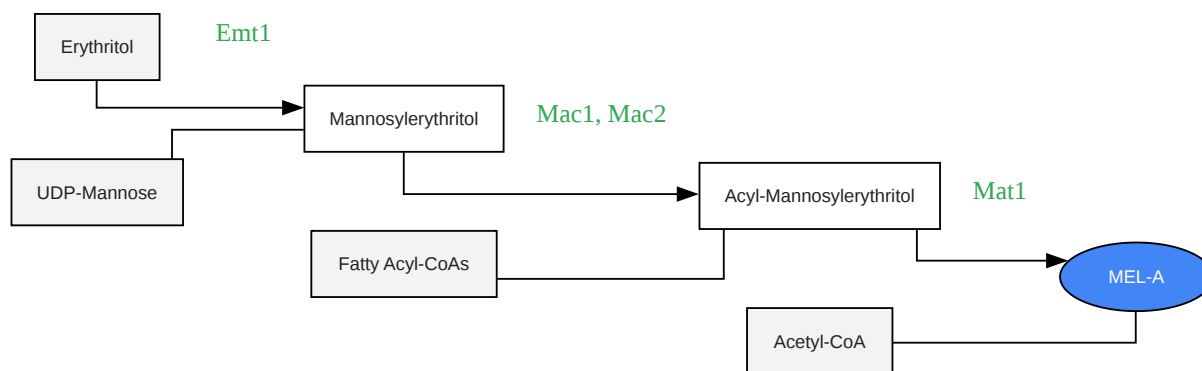 Erythritol
Emt1
Mannosylerythritol
Mac1, Mac2
UDP-Mannose
Acyl-Mannosylerythritol
Mat1
Fatty Acyl-CoAs
MEL-A
Acetyl-CoA